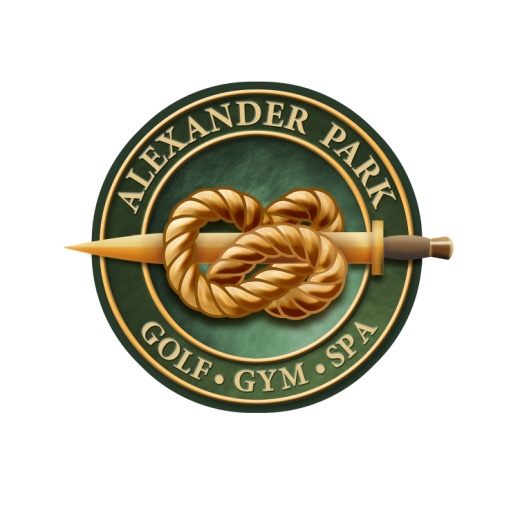 ALEXANDER PARK
GOLF • GYM • SPA